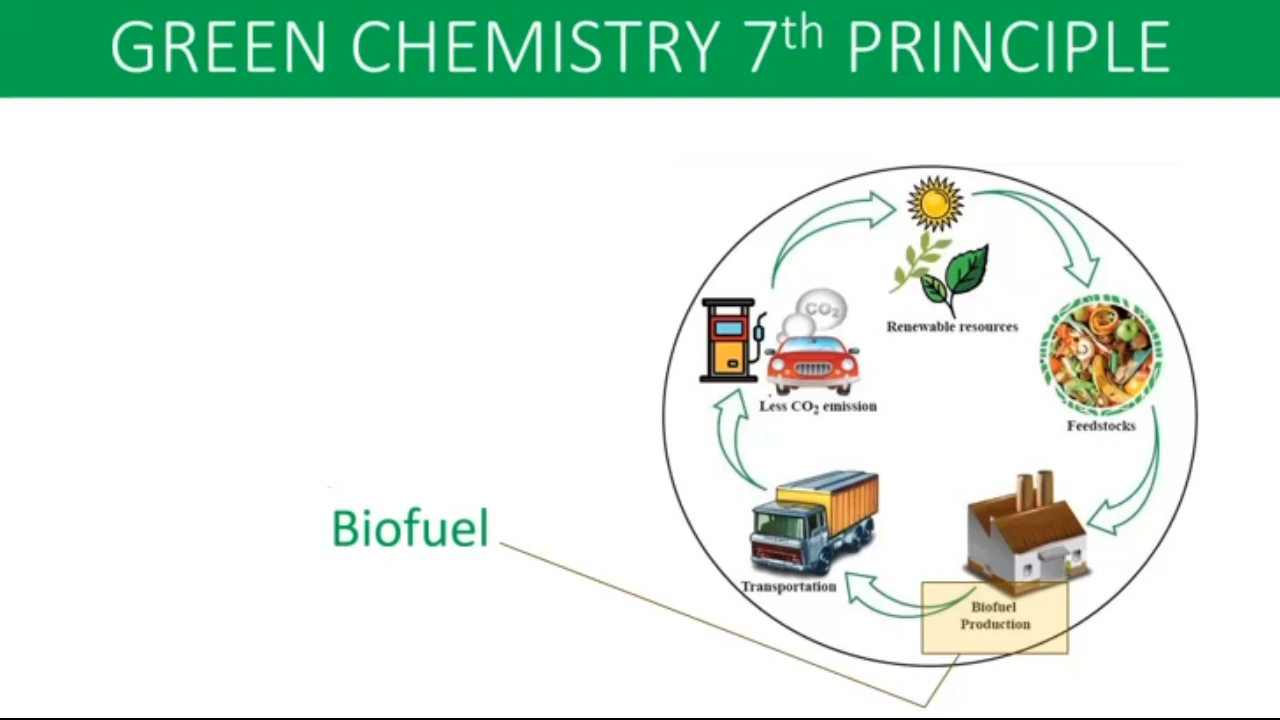 GREEN CHEMISTRY 7th PRINCIPLE
Renewable resources
CO2
Less CO2 emission
Feedstocks
Biofuel
Transportation
Biofuel
Production